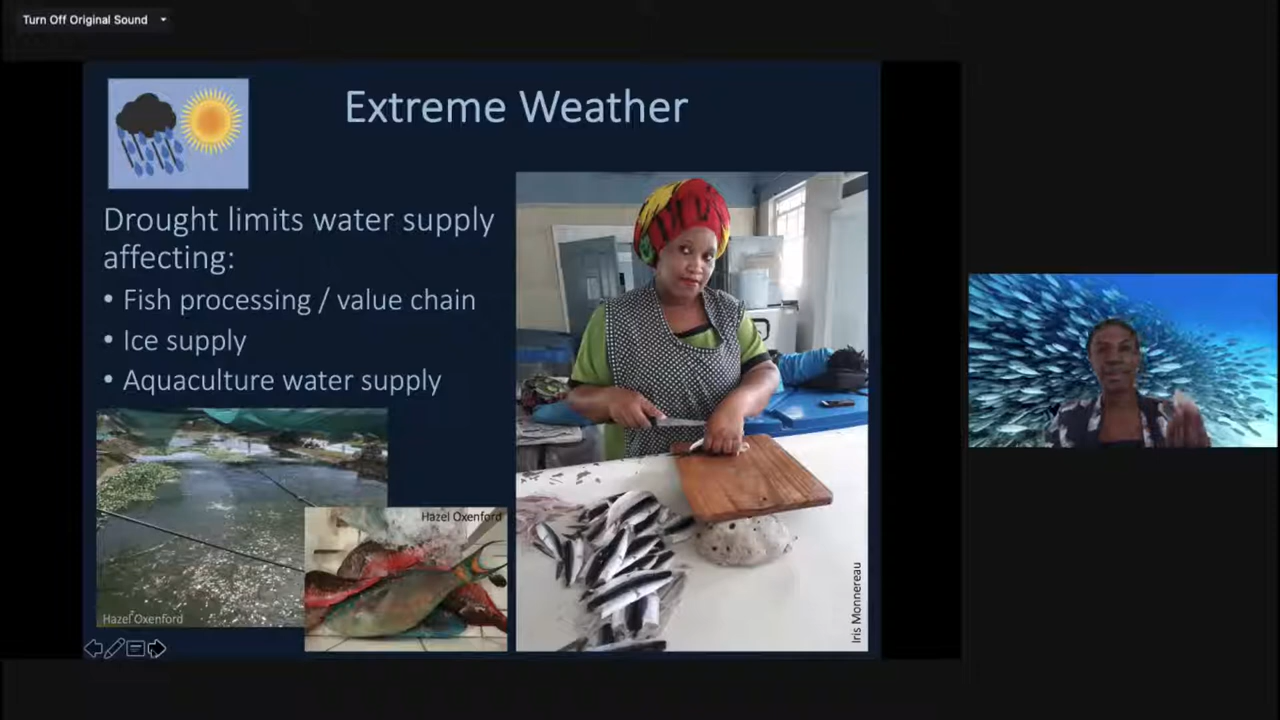 Turn Off Original Sound
Extreme Weather
Drought limits water supply
affecting:
• Fish processing / value chain
• Ice supply
• Aquaculture water supply
Hazel Oxenford
Hazel Oxenford
Iris Monnereau